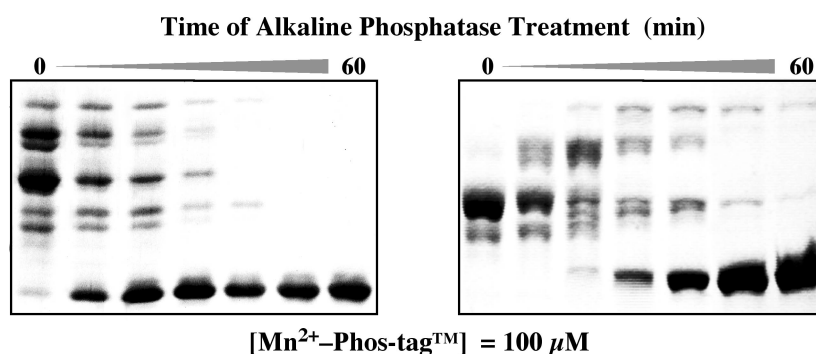 Time of Alkaline Phosphatase Treatment (min)
0 60 0 60
[Mn²⁺–Phos-tag™] = 100 µM